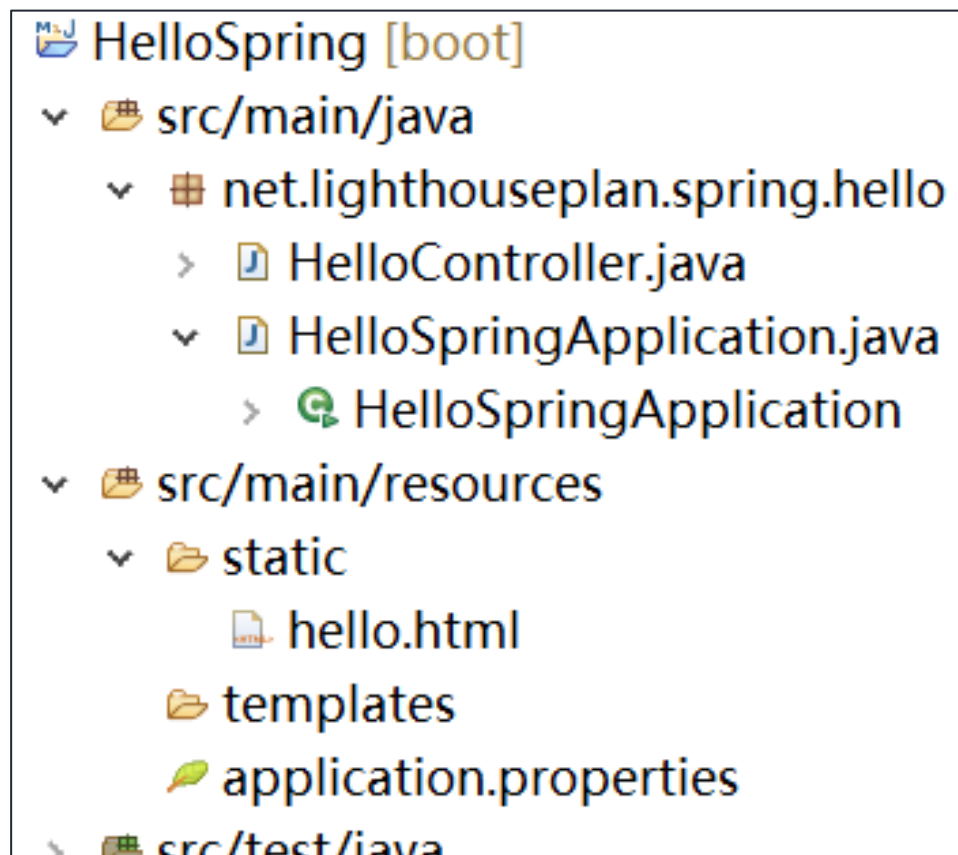 HelloSpring [boot]
src/main/java
net.lighthouseplan.spring.hello
HelloController.java
HelloSpringApplication.java
HelloSpringApplication
src/main/resources
static
hello.html
templates
application.properties
src/test/java